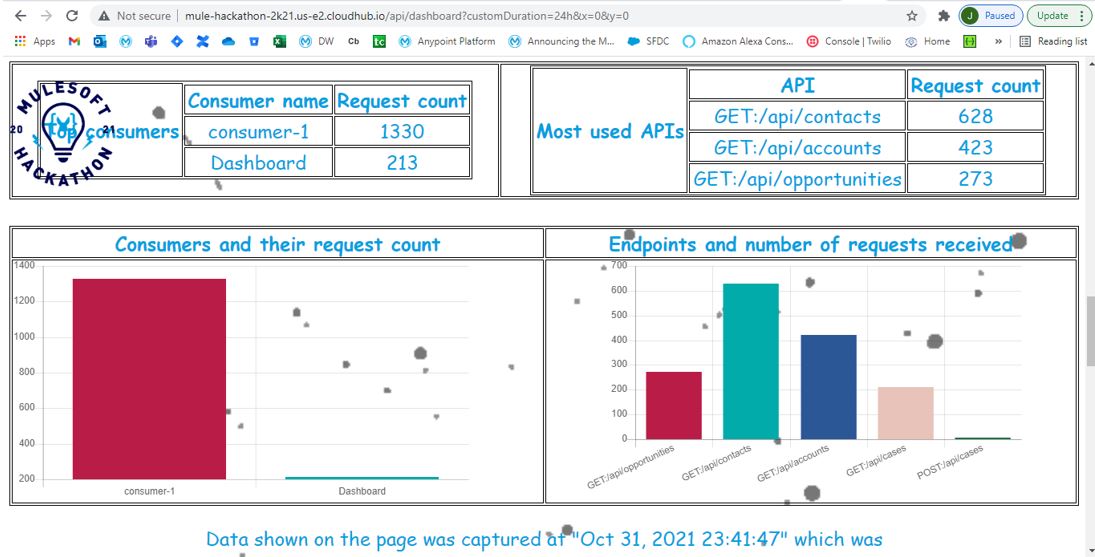 Not secure | mule-hackathon-2k21.us-e2.cloudhub.io/api/dashboard?customDuration=24h&x=0&y=0
J Paused Update
Apps DW Cb tc Anypoint Platform Announcing the M... SFDC Amazon Alexa Cons... Console | Twilio Home » Reading list
MULESOFT
20 21
HACKATHON
Top consumers
Consumer name Request count
consumer-1 1330
Dashboard 213
Most used APIs
API Request count
GET:/api/contacts 628
GET:/api/accounts 423
GET:/api/opportunities 273
Consumers and their request count
1400
1200
1000
800
600
400
200
consumer-1 Dashboard
Endpoints and number of requests received
700
600
500
400
300
200
100
0
GET:/api/opportunities GET:/api/contacts GET:/api/accounts GET:/api/cases POST:/api/cases
Data shown on the page was captured at "Oct 31, 2021 23:41:47" which was